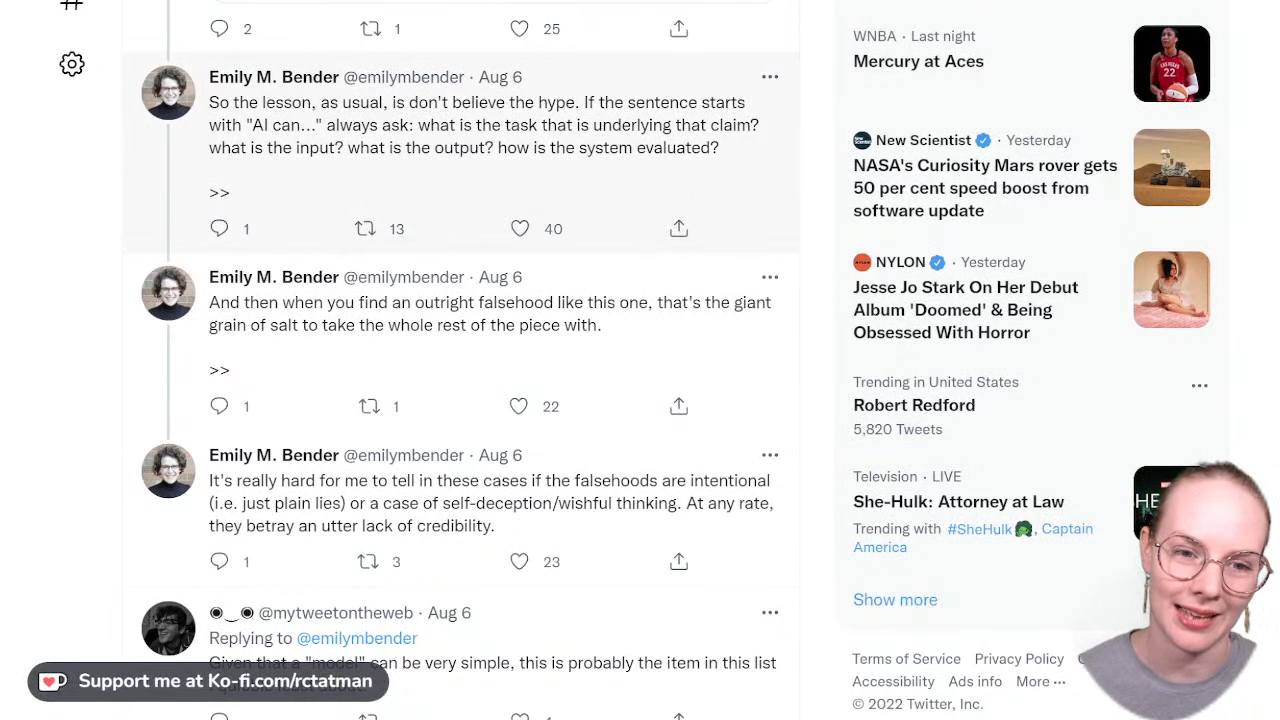 2 1 25
Emily M. Bender @emilymbender · Aug 6
So the lesson, as usual, is don't believe the hype. If the sentence starts
with "AI can..." always ask: what is the task that is underlying that claim?
what is the input? what is the output? how is the system evaluated?
>>
1 13 40
Emily M. Bender @emilymbender · Aug 6
And then when you find an outright falsehood like this one, that's the giant
grain of salt to take the whole rest of the piece with.
>>
1 1 22
Emily M. Bender @emilymbender · Aug 6
It's really hard for me to tell in these cases if the falsehoods are intentional
(i.e. just plain lies) or a case of self-deception/wishful thinking. At any rate,
they betray an utter lack of credibility.
1 3 23
@mytweetontheweb · Aug 6
Replying to @emilymbender
Given that a "model" can be very simple, this is probably the item in this list
Support me at Ko-fi.com/rctatman
WNBA · Last night
Mercury at Aces
22
New Scientist · Yesterday
NASA's Curiosity Mars rover gets
50 per cent speed boost from
software update
NYLON · Yesterday
Jesse Jo Stark On Her Debut
Album 'Doomed' & Being
Obsessed With Horror
Trending in United States
Robert Redford
5,820 Tweets
Television · LIVE
She-Hulk: Attorney at Law
Trending with #SheHulk, Captain
America
Show more
Terms of Service Privacy Policy
Accessibility Ads info More ···
© 2022 Twitter, Inc.